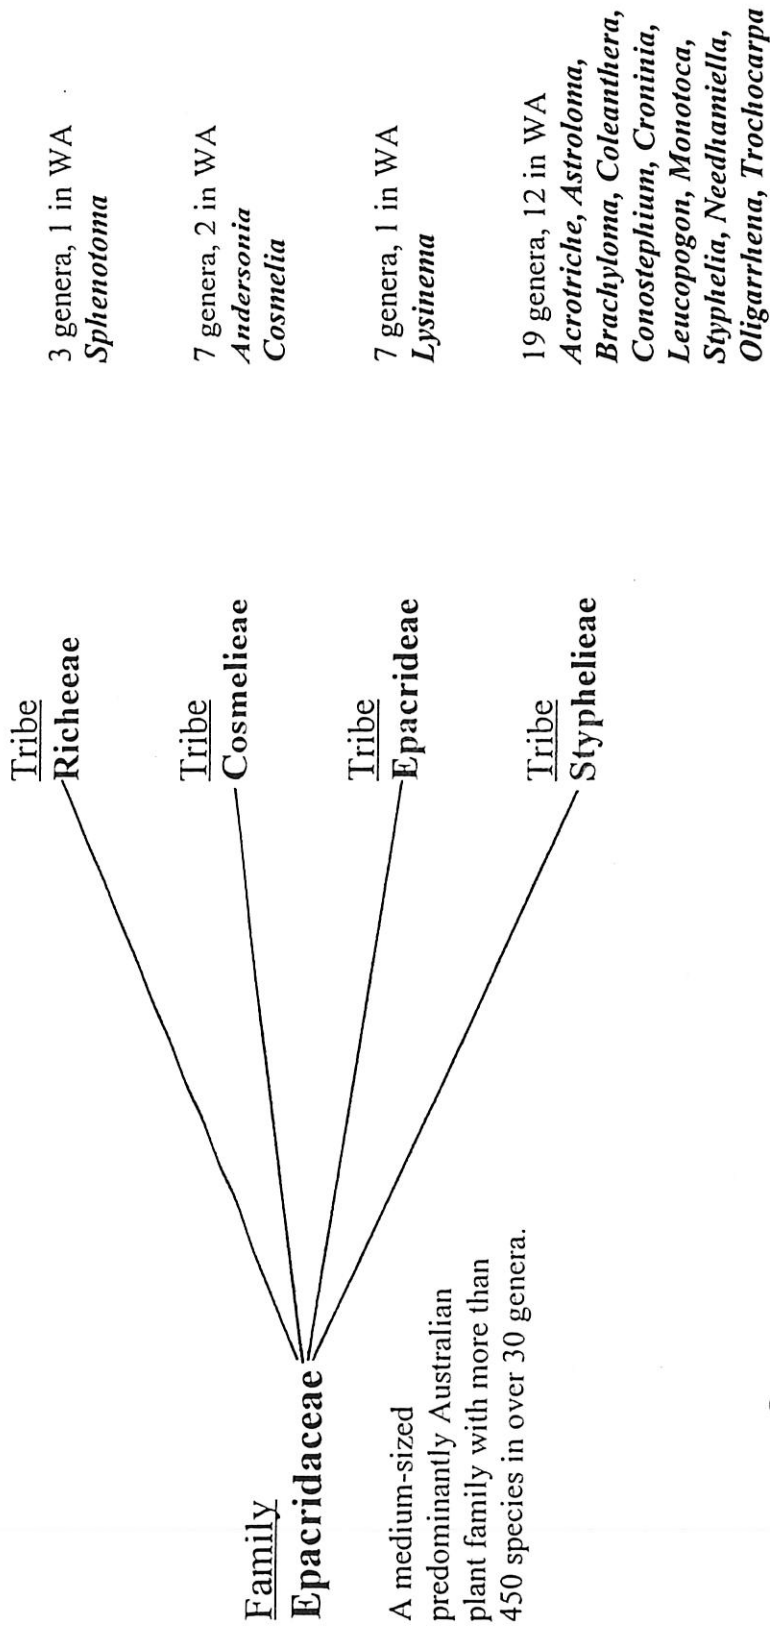 Family
Epacridaceae
A medium-sized
predominantly Australian
plant family with more than
450 species in over 30 genera.
Tribe
Richeeae
3 genera, 1 in WA
Sphenotoma
Tribe
Cosmelieae
7 genera, 2 in WA
Andersonia
Cosmelia
Tribe
Epacrideae
7 genera, 1 in WA
Lysinema
Tribe
Styphelieae
19 genera, 12 in WA
Acrotriche, Astroloma,
Brachyloma, Coleanthera,
Conostephium, Croninia,
Leucopogon, Monotoca,
Styphelia, Needhamiella,
Oligarrhena, Trochocarpa